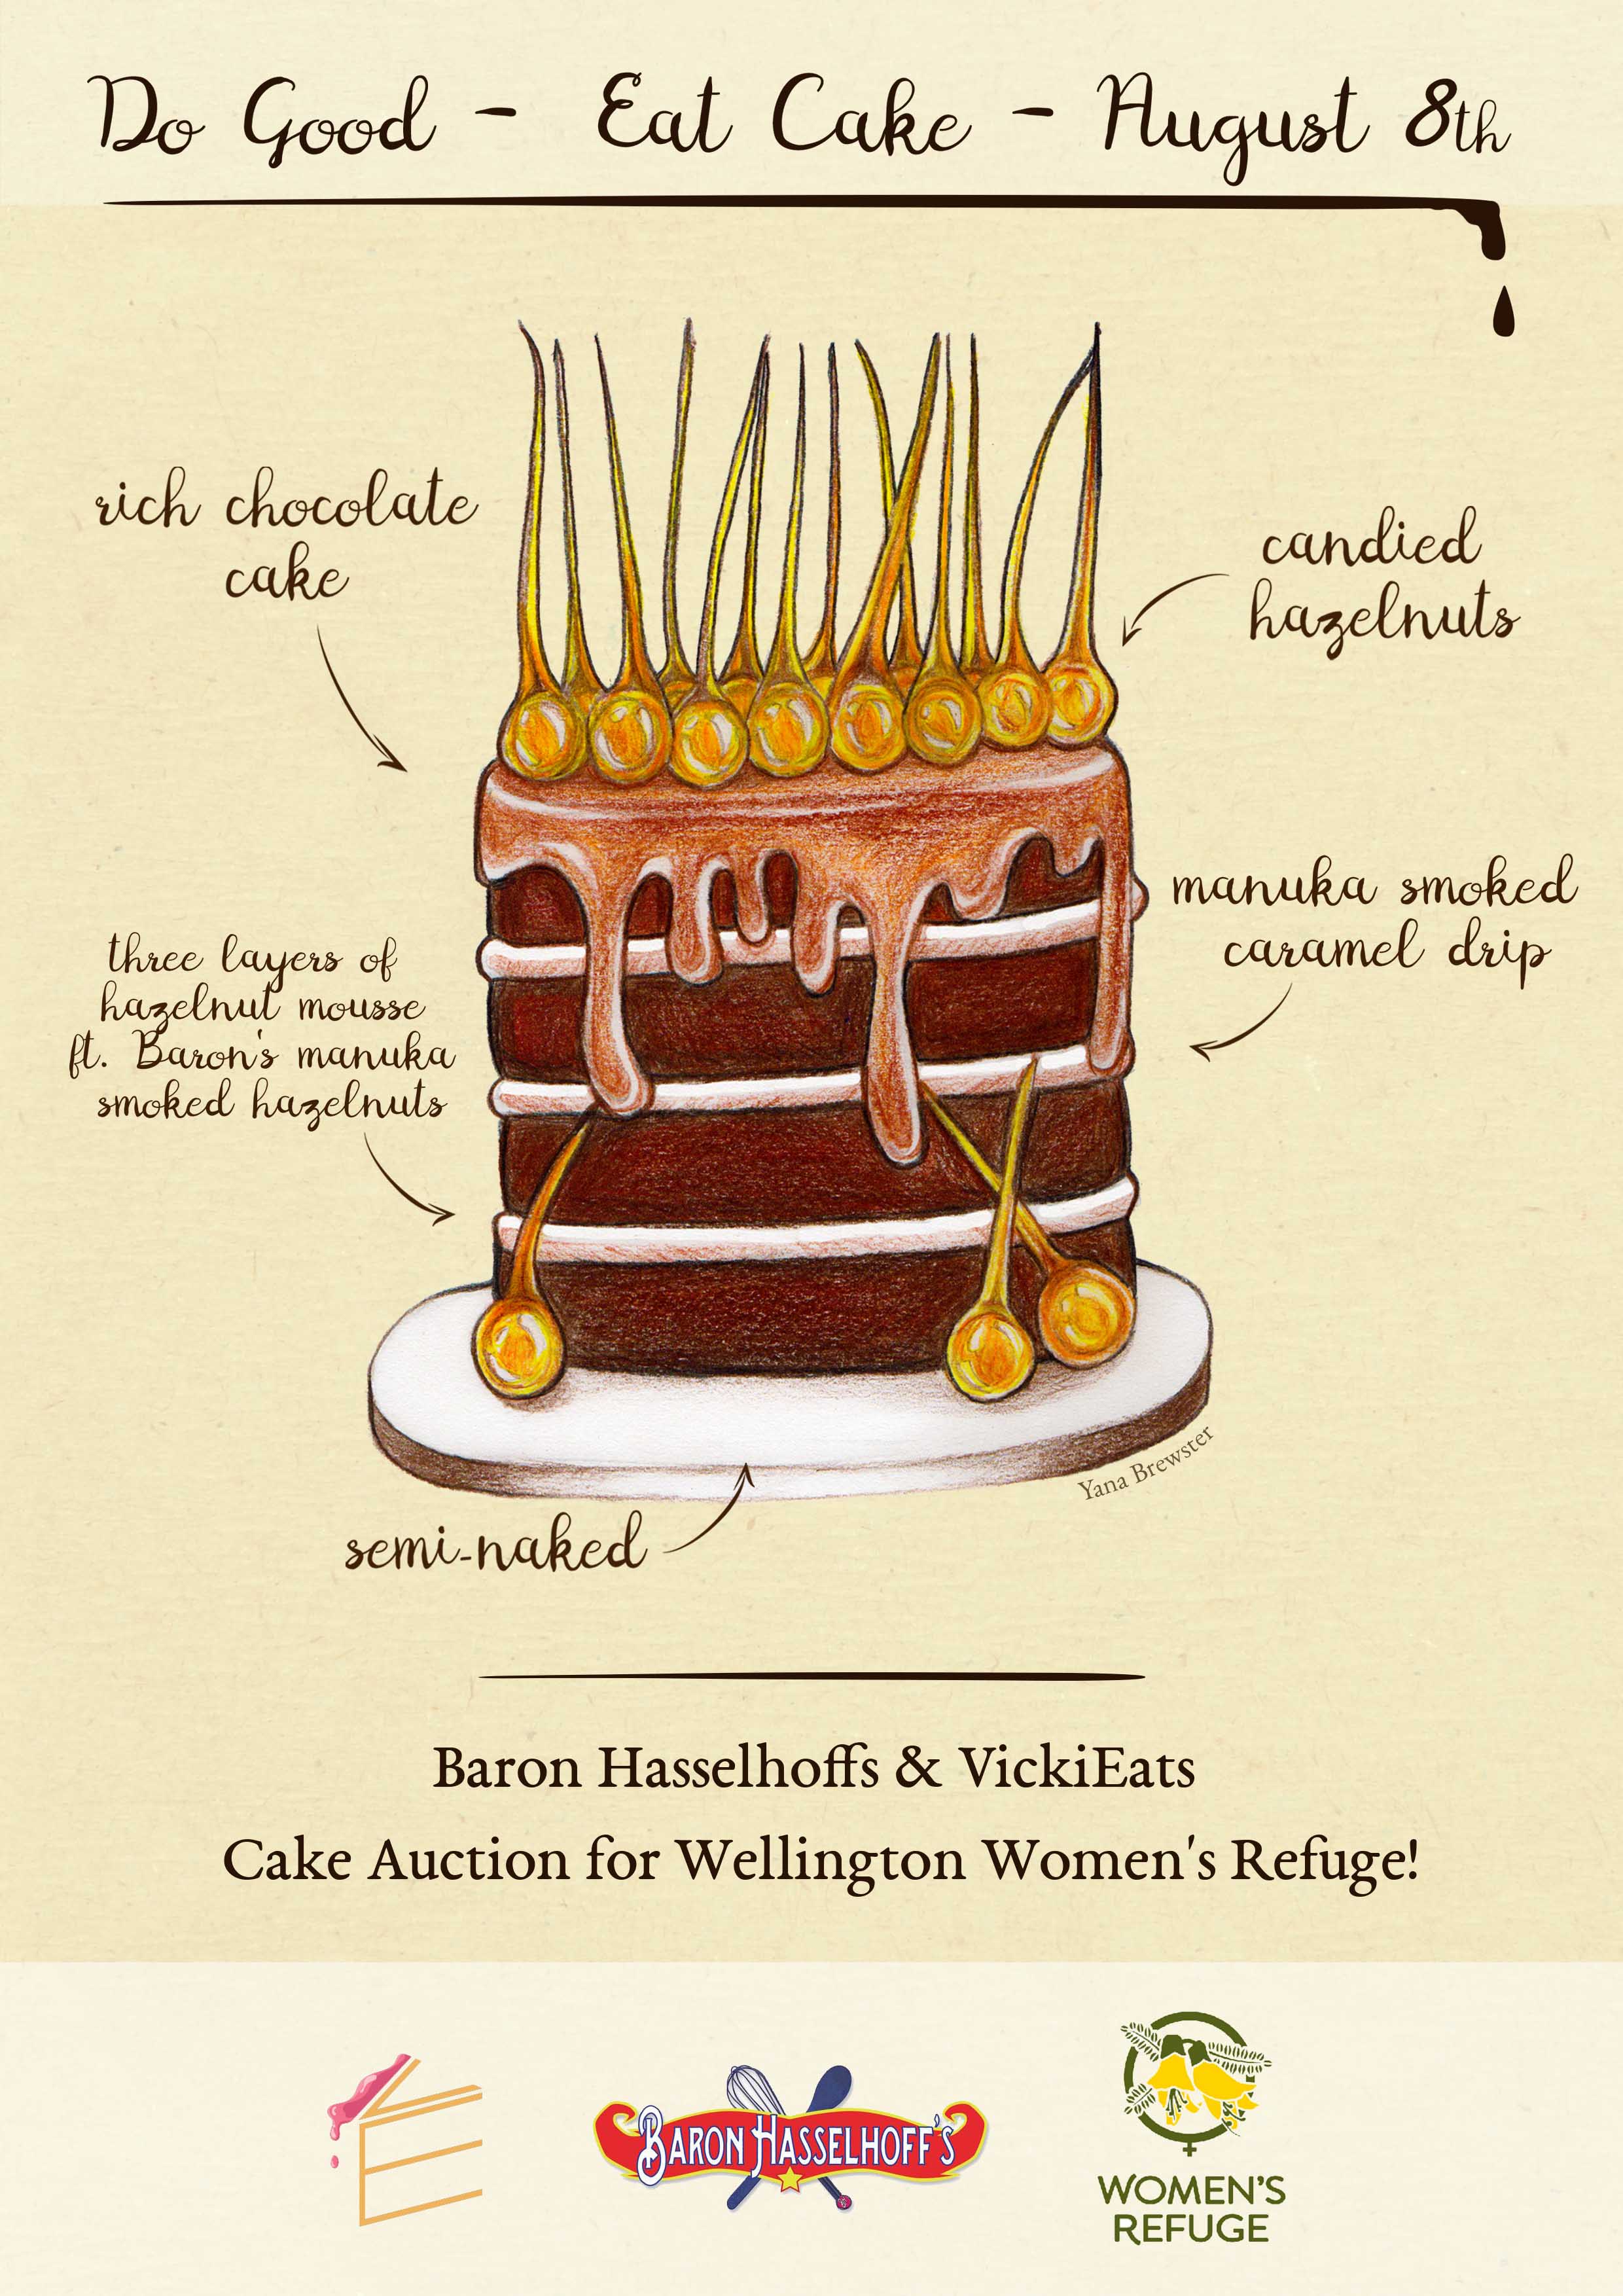 Do Good - Eat Cake - August 8th
rich chocolate
cake
candied
hazelnuts
manuka smoked
caramel drip
three layers of
hazelnut mousse
ft. Baron's manuka
smoked hazelnuts
Yana Brewster
semi-naked
Baron Hasselhoffs & VickiEats
Cake Auction for Wellington Women's Refuge!
BARON HASSELHOFF'S
WOMEN'S
REFUGE